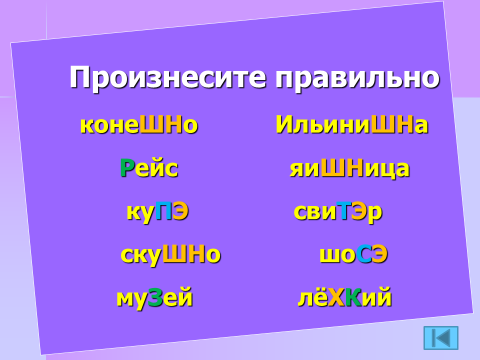 Произнесите правильно
конеШНо ИльиниШНа
Рейс яиШНица
куПЭ свиТЭр
скуШНо шоСЭ
муЗей лёХКий